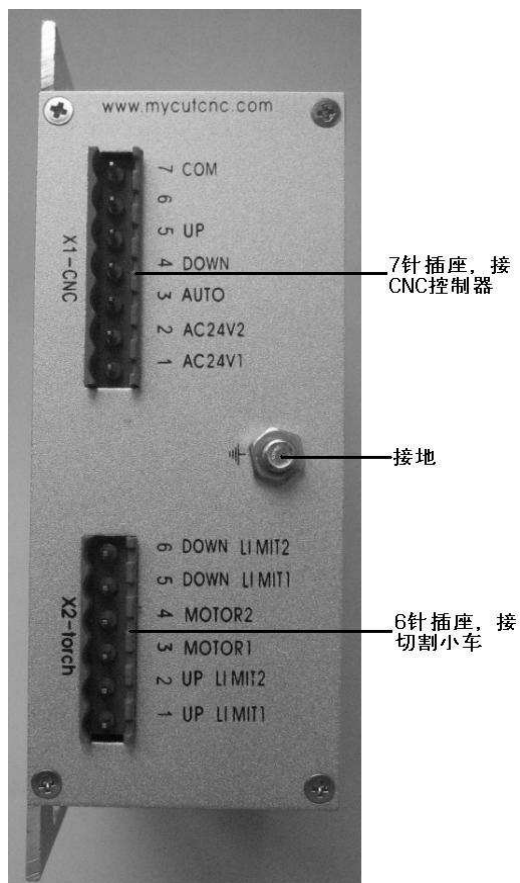 www.mycutcnc.com
X1-CNC
7 COM
6
5 UP
4 DOWN
3 AUTO
2 AC24V2
1 AC24V1
7针插座，接
CNC控制器
接地
X2-torch
6 DOWN LIMIT2
5 DOWN LIMIT1
4 MOTOR2
3 MOTOR1
2 UP LIMIT2
1 UP LIMIT1
6针插座，接
切割小车